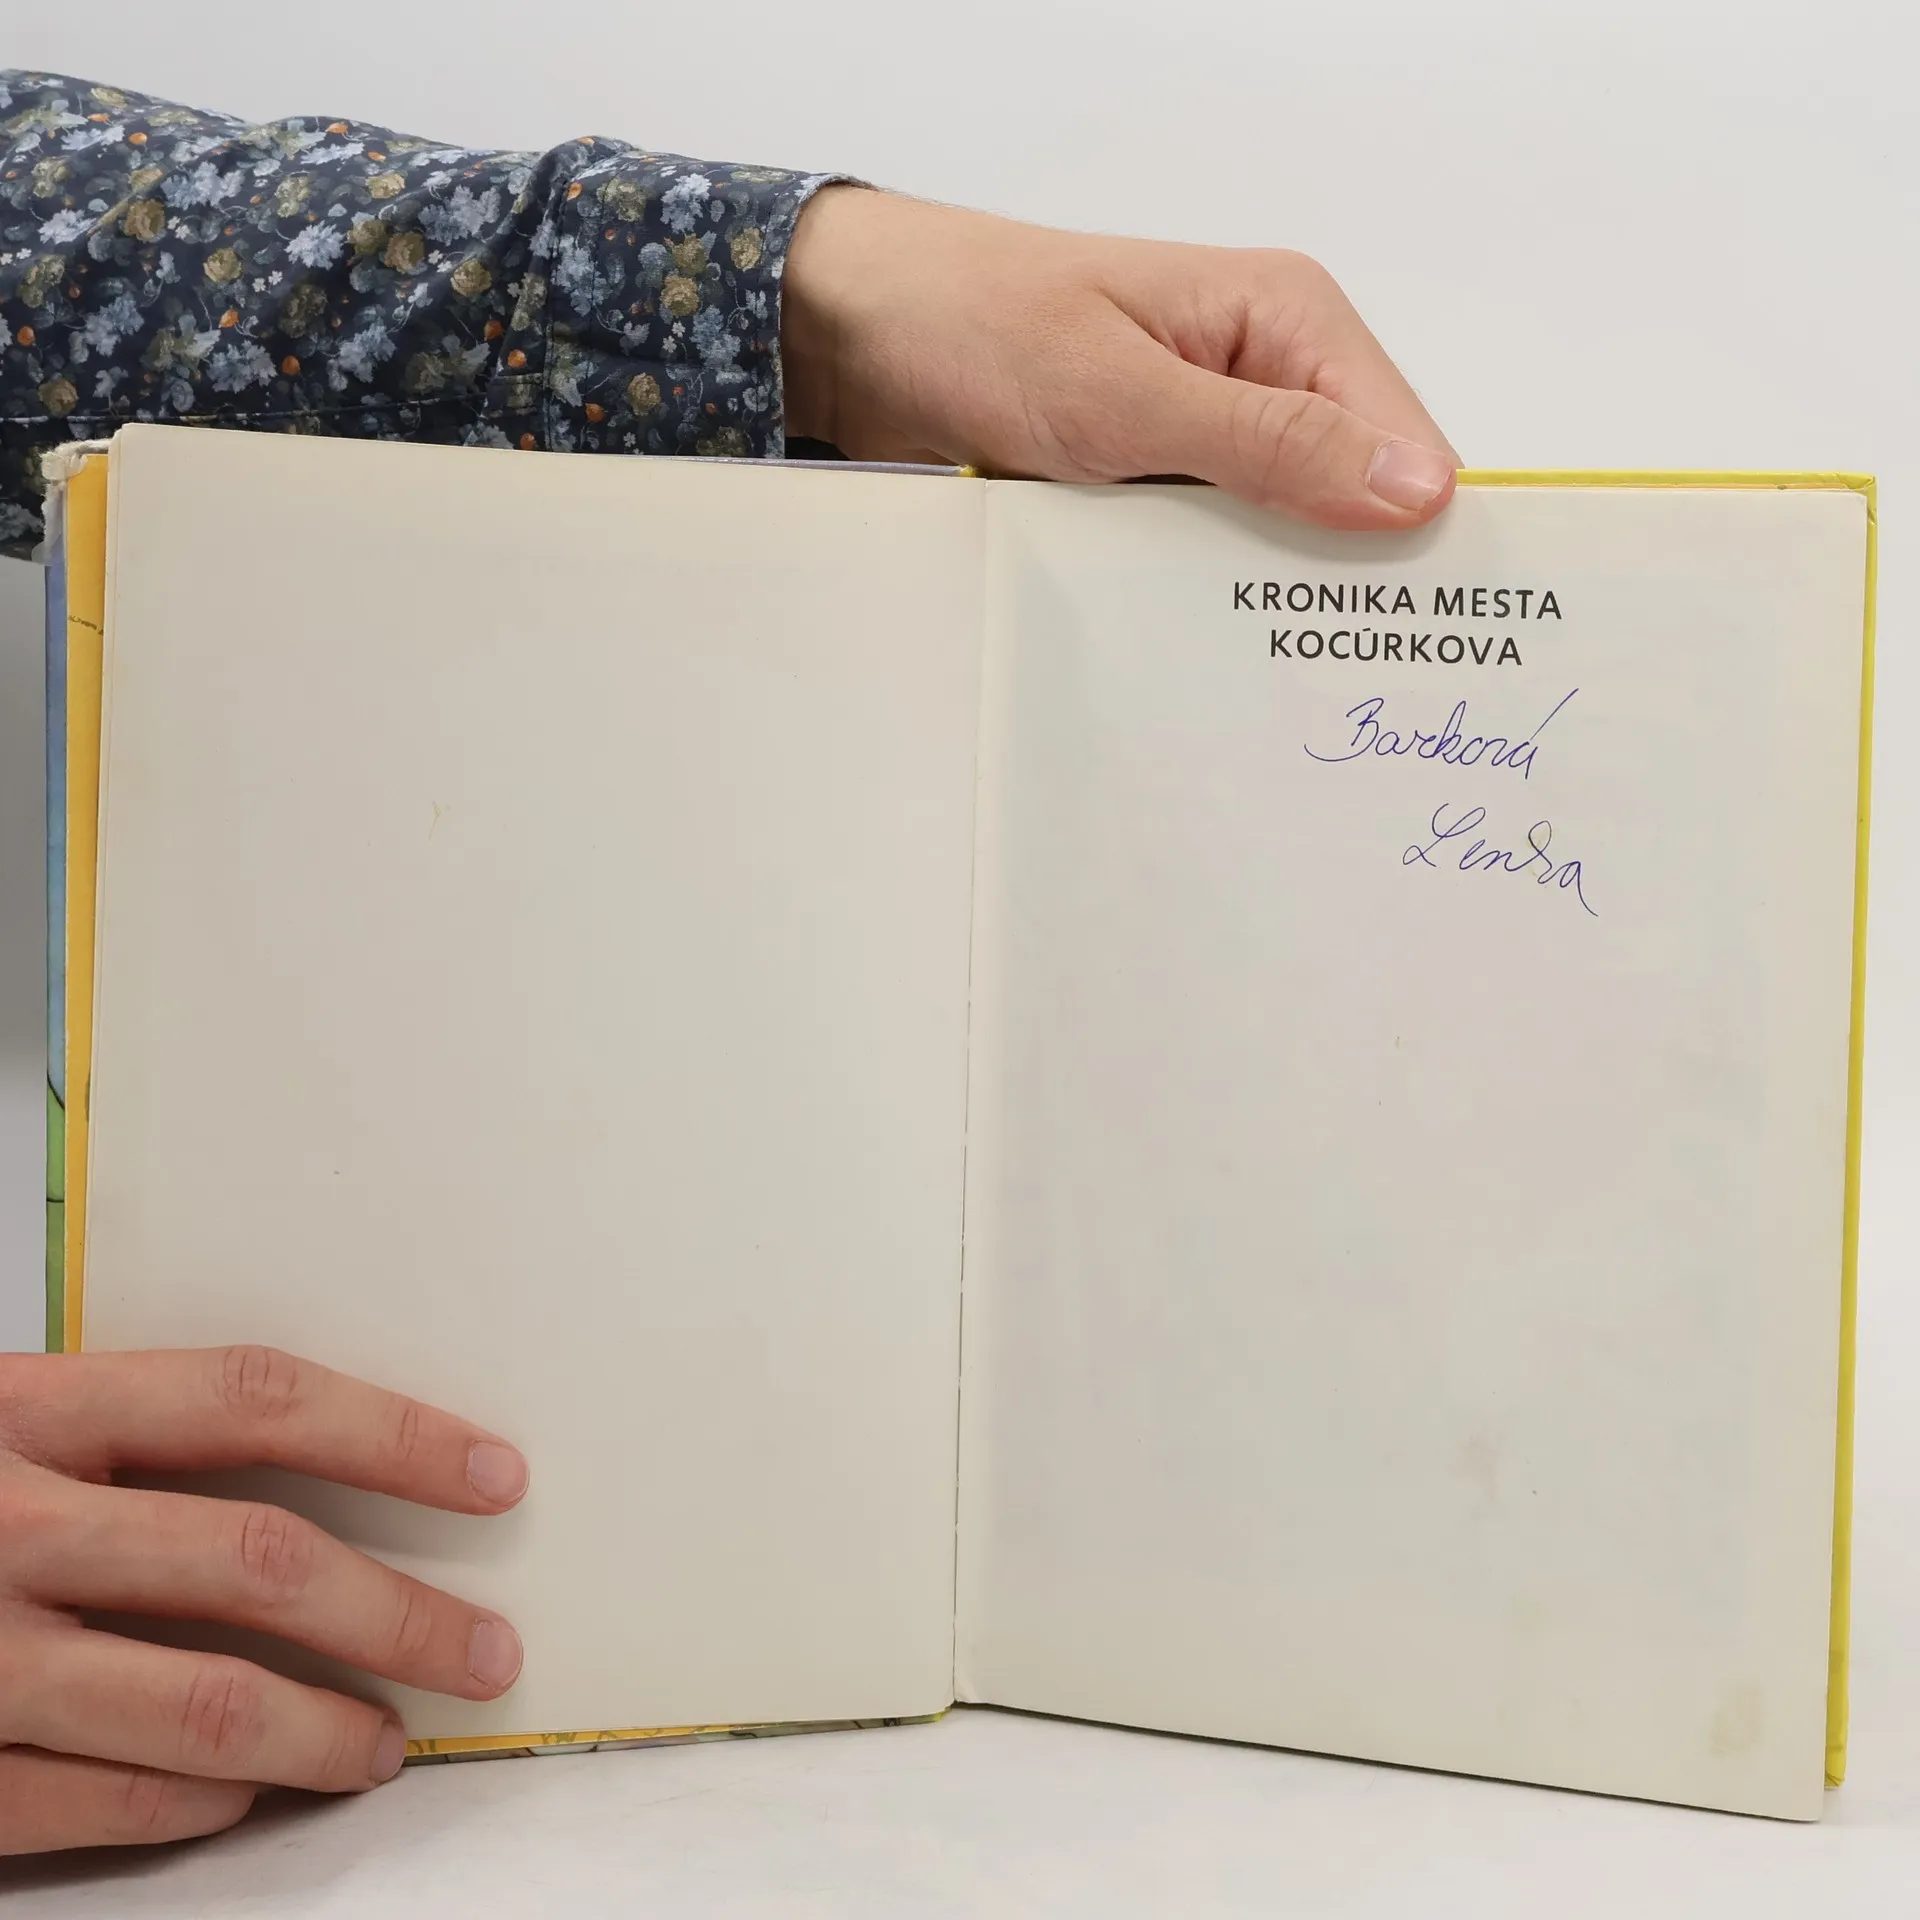 KRONIKA MESTA
KOCÚRKOVA
Barková
Lenka